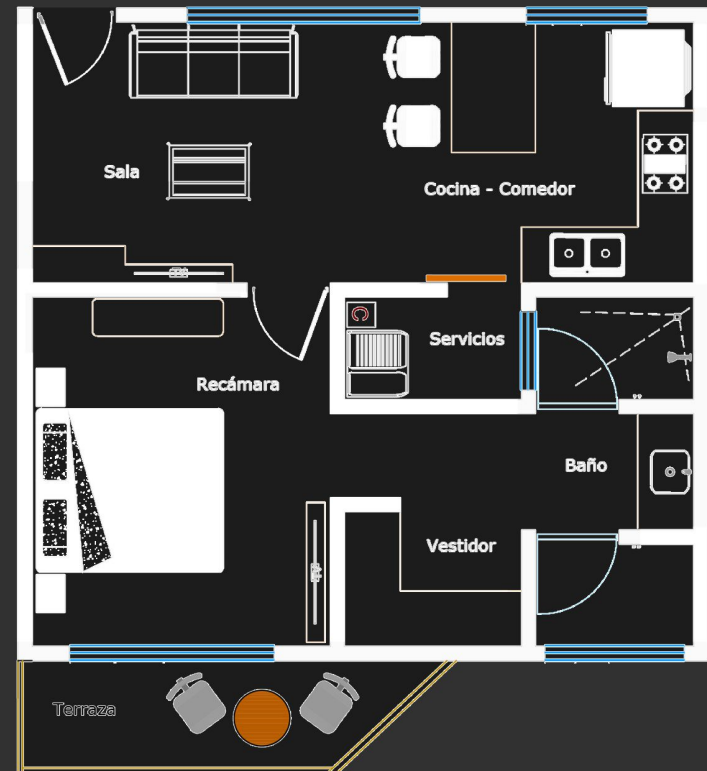 Sala
Cocina - Comedor
C
Servicios
Recámara
Baño
Vestidor
Terraza